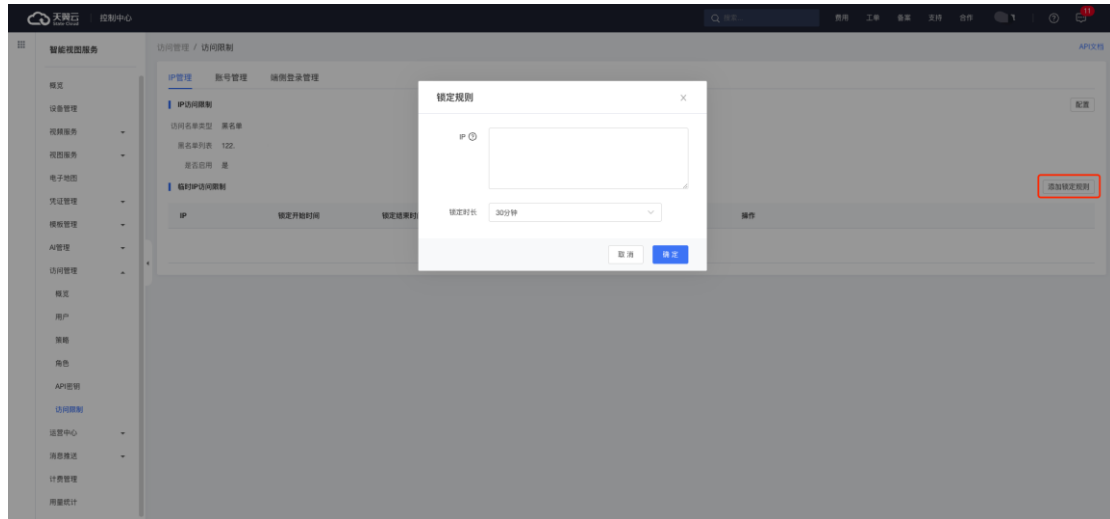 天翼云 控制中心 搜索... 费用 工单 备案 支持 合作 11
智能视图服务 访问管理 / 访问限制 API文档
概览
设备管理
视频服务
视图服务
电子地图
凭证管理
模板管理
AI管理
访问管理
概览
用户
策略
角色
API密钥
访问限制
运营中心
消息推送
计费管理
用量统计
IP管理 账号管理 端侧登录管理
IP访问限制 配置
访问名单类型 黑名单
黑名单列表 122.
是否启用 是
临时IP访问限制 添加锁定规则
IP 锁定开始时间 锁定结束时 操作
锁定规则
IP
锁定时长 30分钟
取消 确定